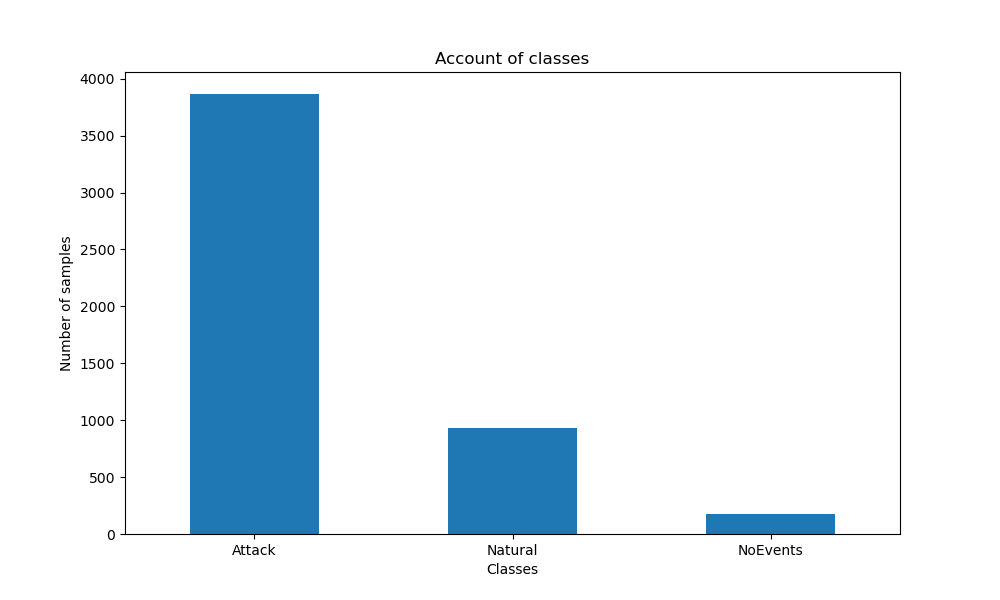 Account of classes
4000
3500
3000
2500
2000
1500
1000
500
0
Number of samples
Attack
Natural
NoEvents
Classes